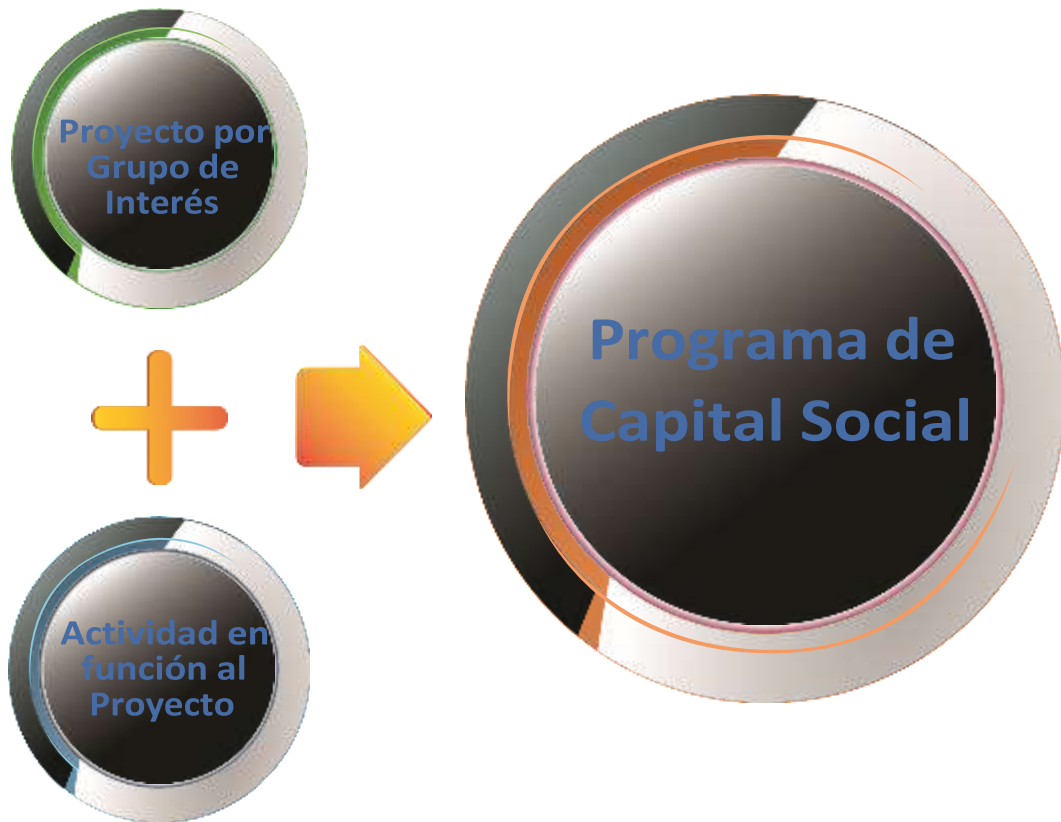 Proyecto por
Grupo de
Interés
Programa de
Capital Social
Actividad en
función al
Proyecto